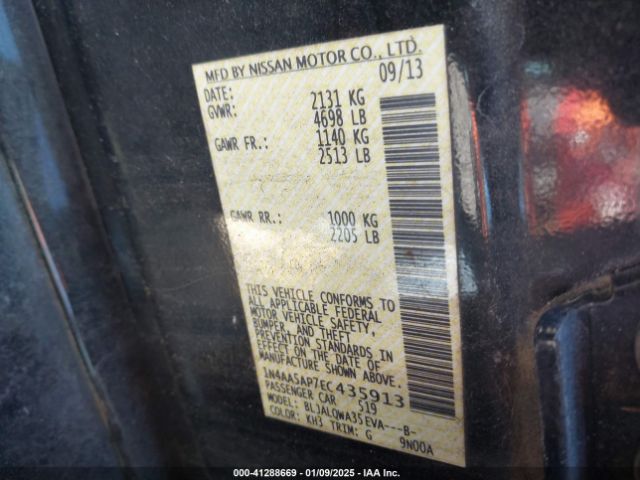 MFD BY NISSAN MOTOR CO., LTD.
DATE: 09/13
GVWR: 2131 KG
4698 LB
GAWR FR.: 1140 KG
2513 LB
GAWR RR.: 1000 KG
2205 LB
THIS VEHICLE CONFORMS TO
ALL APPLICABLE FEDERAL
MOTOR VEHICLE SAFETY,
BUMPER, AND THEFT
PREVENTION STANDARDS IN
EFFECT ON THE DATE OF
MANUFACTURE SHOWN ABOVE.
1N4AA5AP7EC435913
PASSENGER CAR 519
MODEL: BLJALQWA35EVA---B-
COLOR: KH3 TRIM: G 9N00A
000-41288669 - 01/09/2025 - IAA Inc.